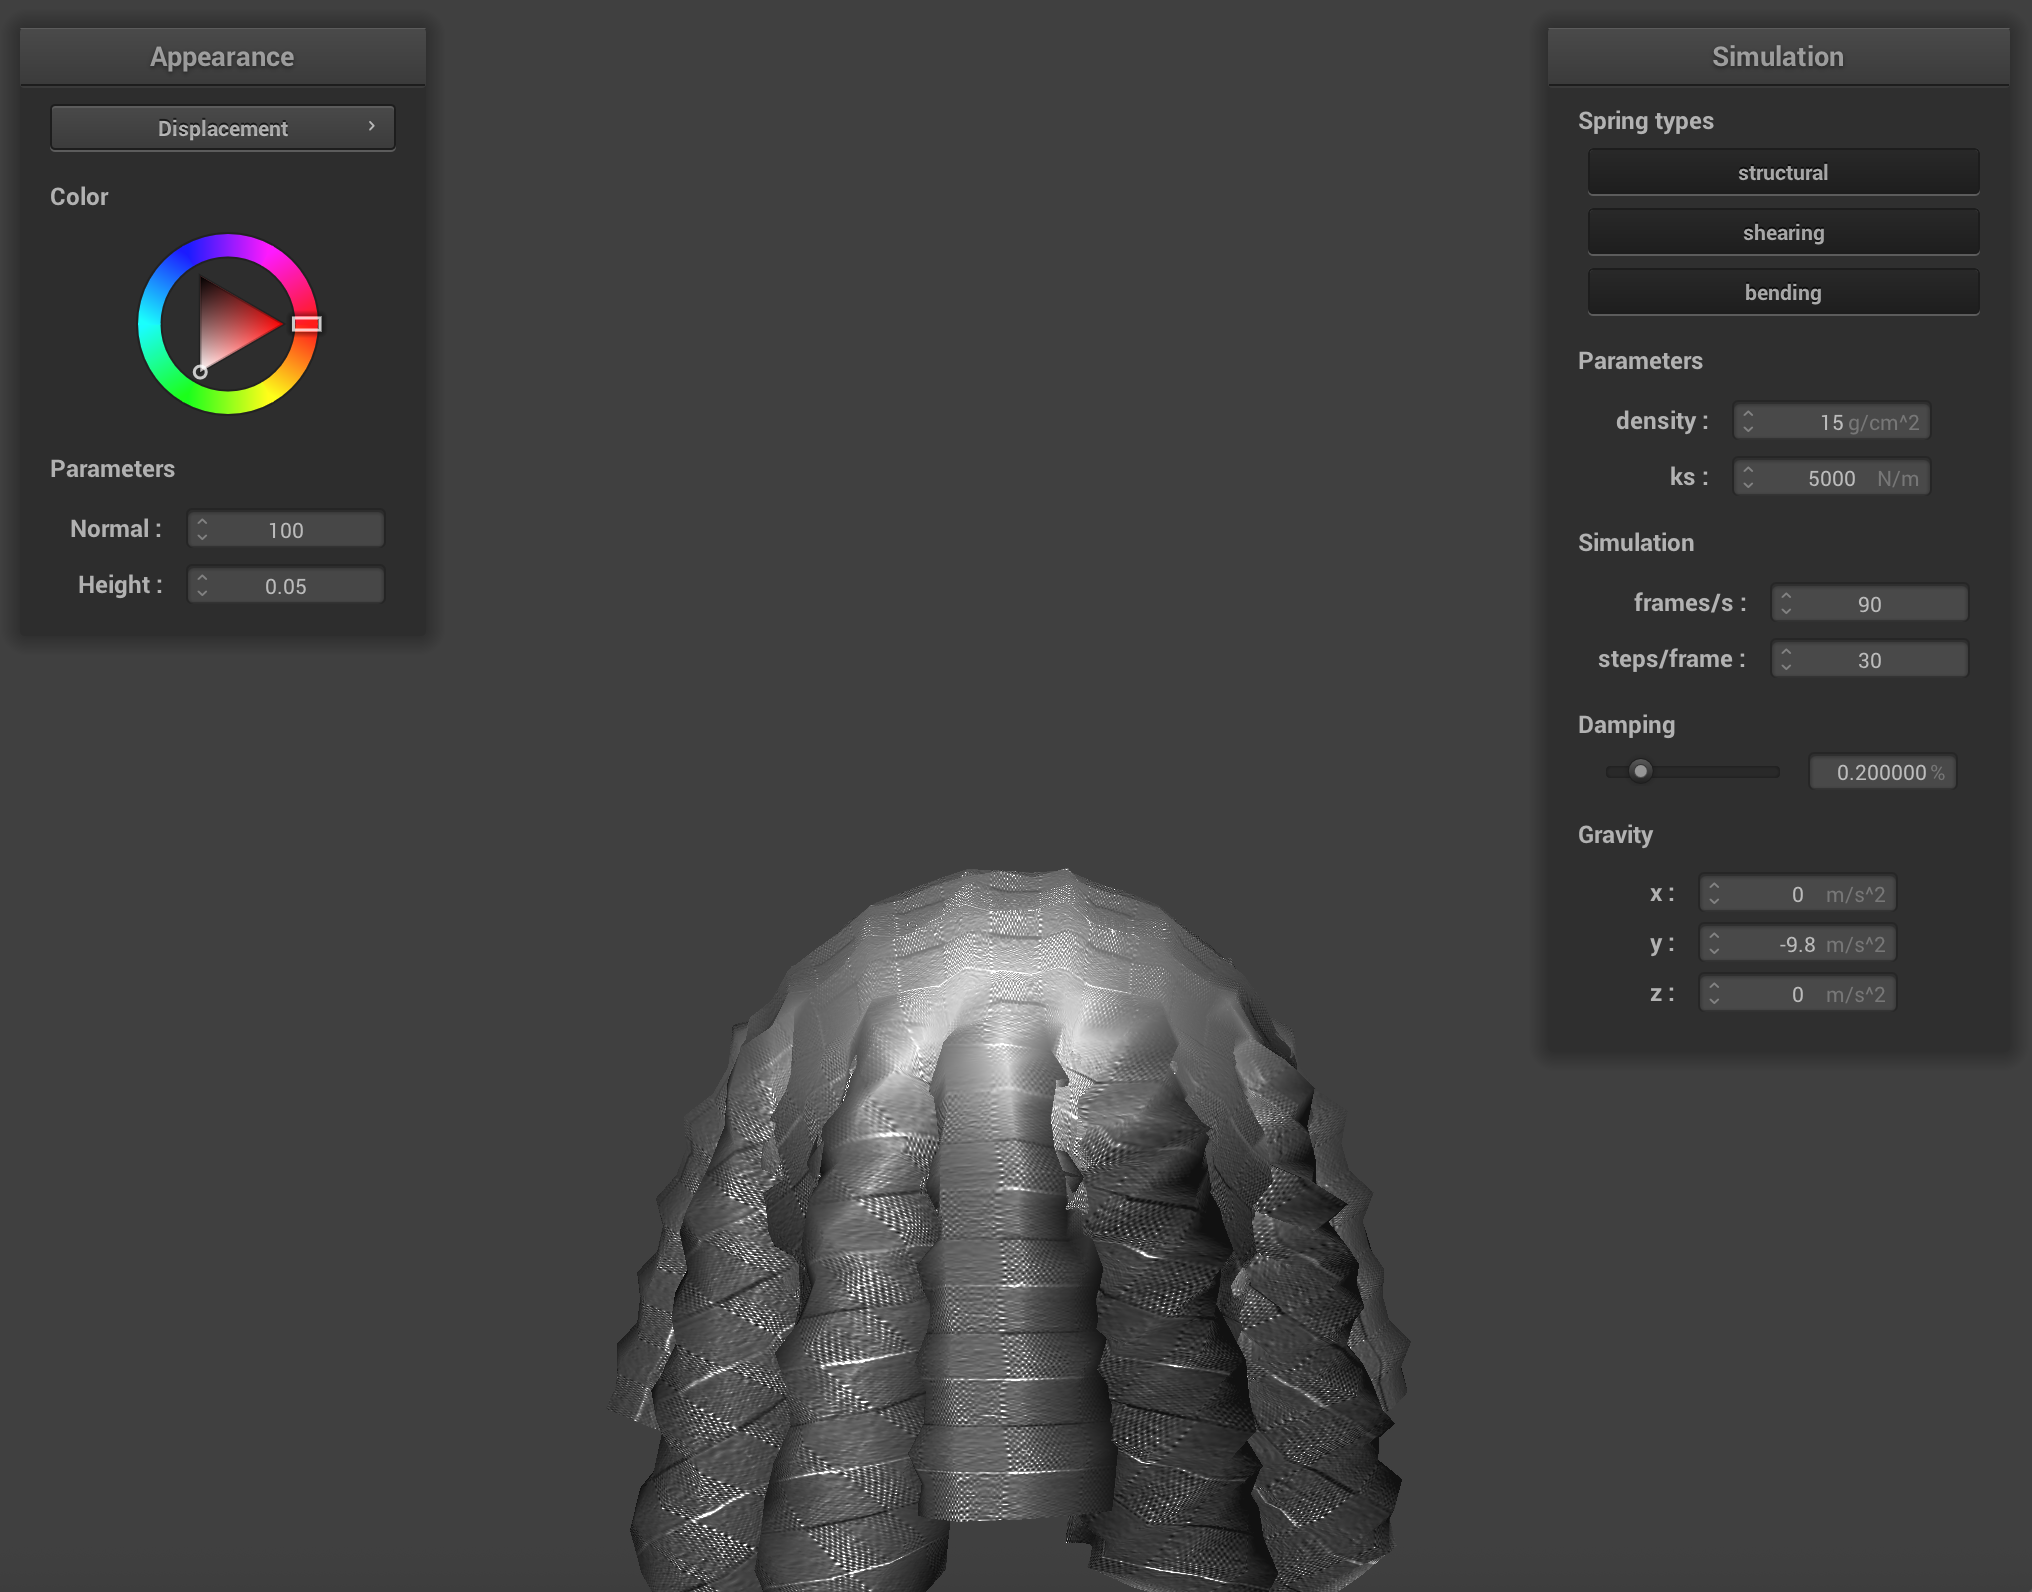 Appearance
Displacement ›
Color
Parameters
Normal : 100
Height : 0.05
Simulation
Spring types
structural
shearing
bending
Parameters
density : 15 g/cm^2
ks : 5000 N/m
Simulation
frames/s : 90
steps/frame : 30
Damping
0.200000 %
Gravity
x : 0 m/s^2
y : -9.8 m/s^2
z : 0 m/s^2